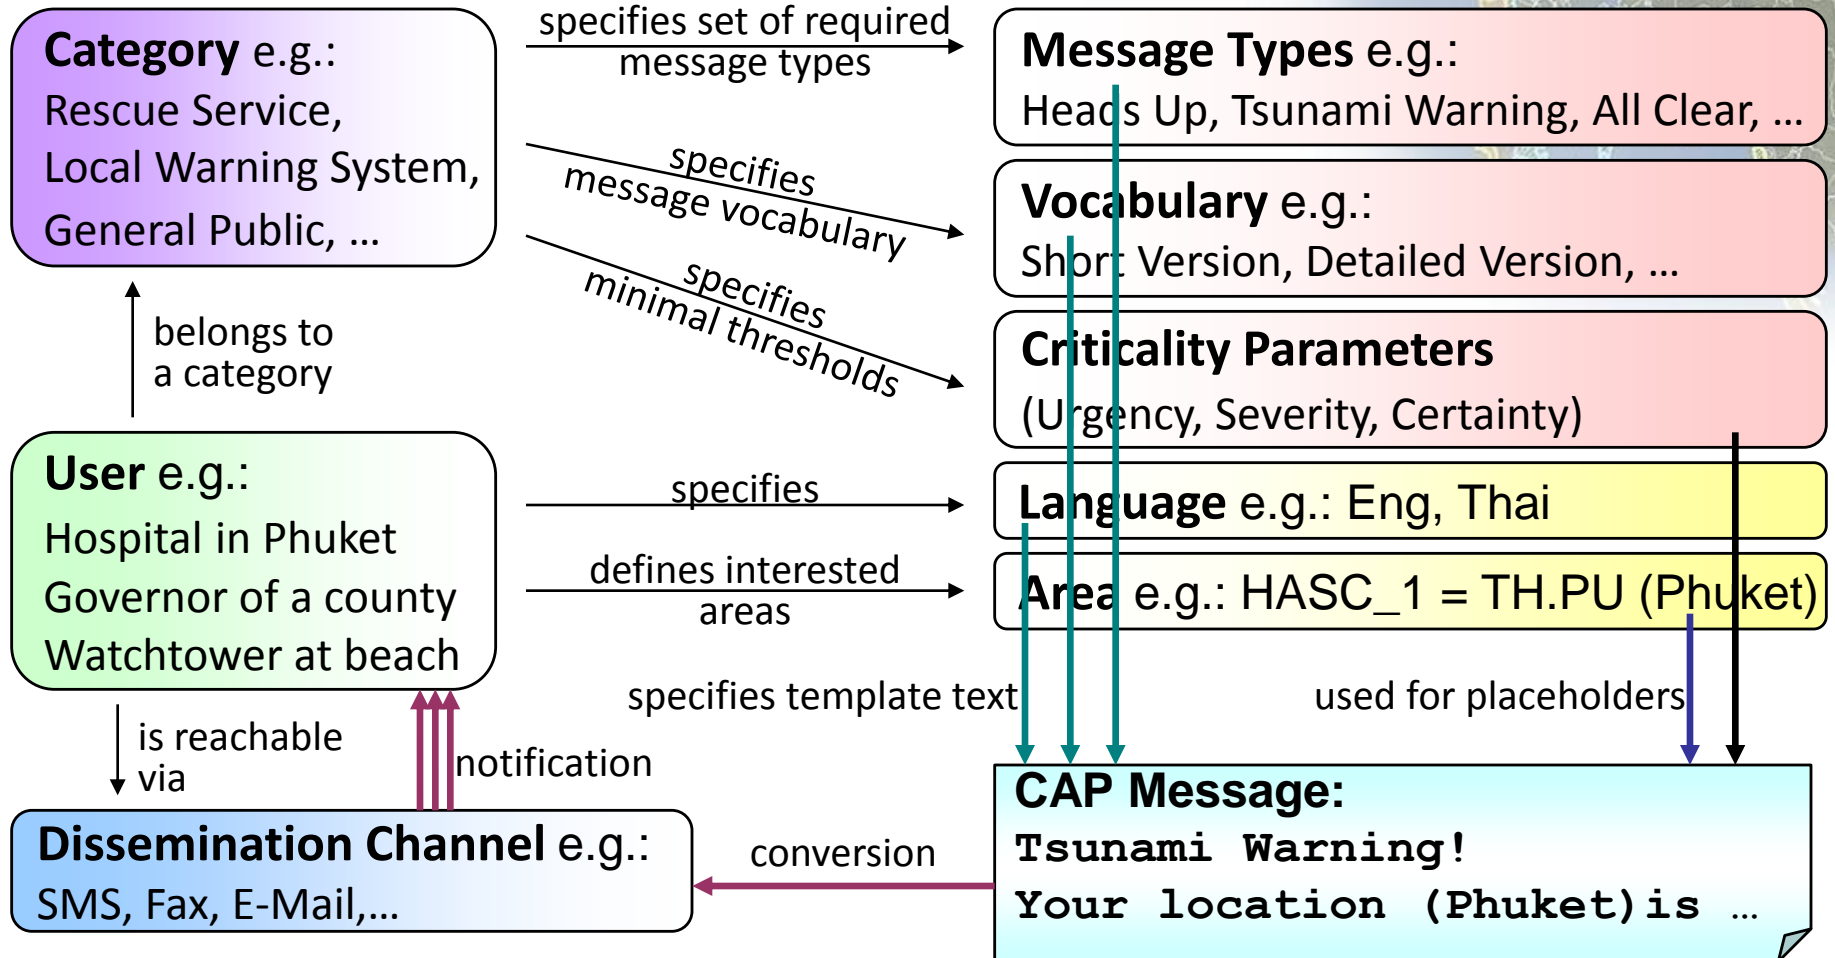 Category e.g.:
Rescue Service,
Local Warning System,
General Public, ...
specifies set of required
message types
Message Types e.g.:
Heads Up, Tsunami Warning, All Clear, ...
specifies
message vocabulary
Vocabulary e.g.:
Short Version, Detailed Version, ...
specifies
minimal thresholds
Criticality Parameters
(Urgency, Severity, Certainty)
belongs to
a category
User e.g.:
Hospital in Phuket
Governor of a county
Watchtower at beach
specifies
Language e.g.: Eng, Thai
defines interested
areas
Area e.g.: HASC_1 = TH.PU (Phuket)
specifies template text
used for placeholders
is reachable
via
notification
Dissemination Channel e.g.:
SMS, Fax, E-Mail,...
conversion
CAP Message:
Tsunami Warning!
Your location (Phuket)is ...